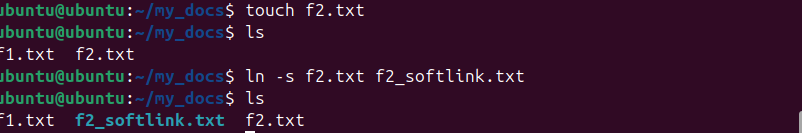 ubuntu@ubuntu:~/my_docs$ touch f2.txt
ubuntu@ubuntu:~/my_docs$ ls
f1.txt  f2.txt
ubuntu@ubuntu:~/my_docs$ ln -s f2.txt f2_softlink.txt
ubuntu@ubuntu:~/my_docs$ ls
f1.txt  f2_softlink.txt  f2.txt